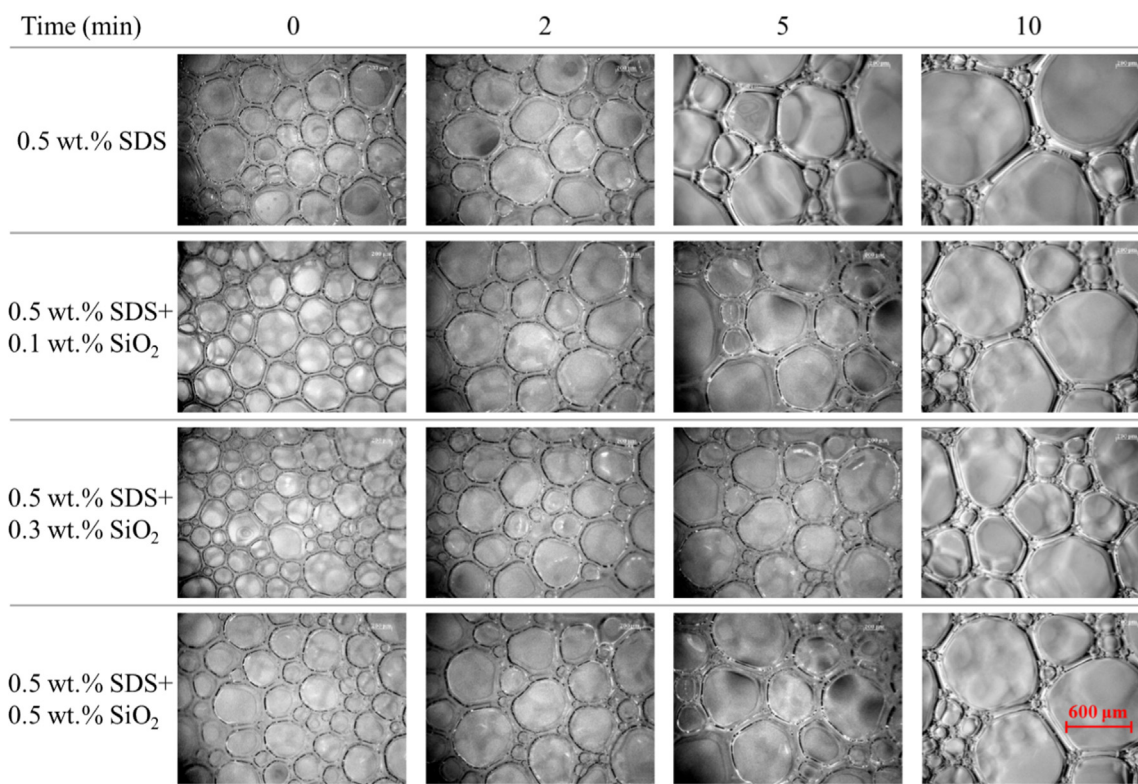 Time (min) 0 2 5 10
0.5 wt.% SDS
0.5 wt.% SDS+
0.1 wt.% SiO₂
0.5 wt.% SDS+
0.3 wt.% SiO₂
0.5 wt.% SDS+
0.5 wt.% SiO₂
600 μm